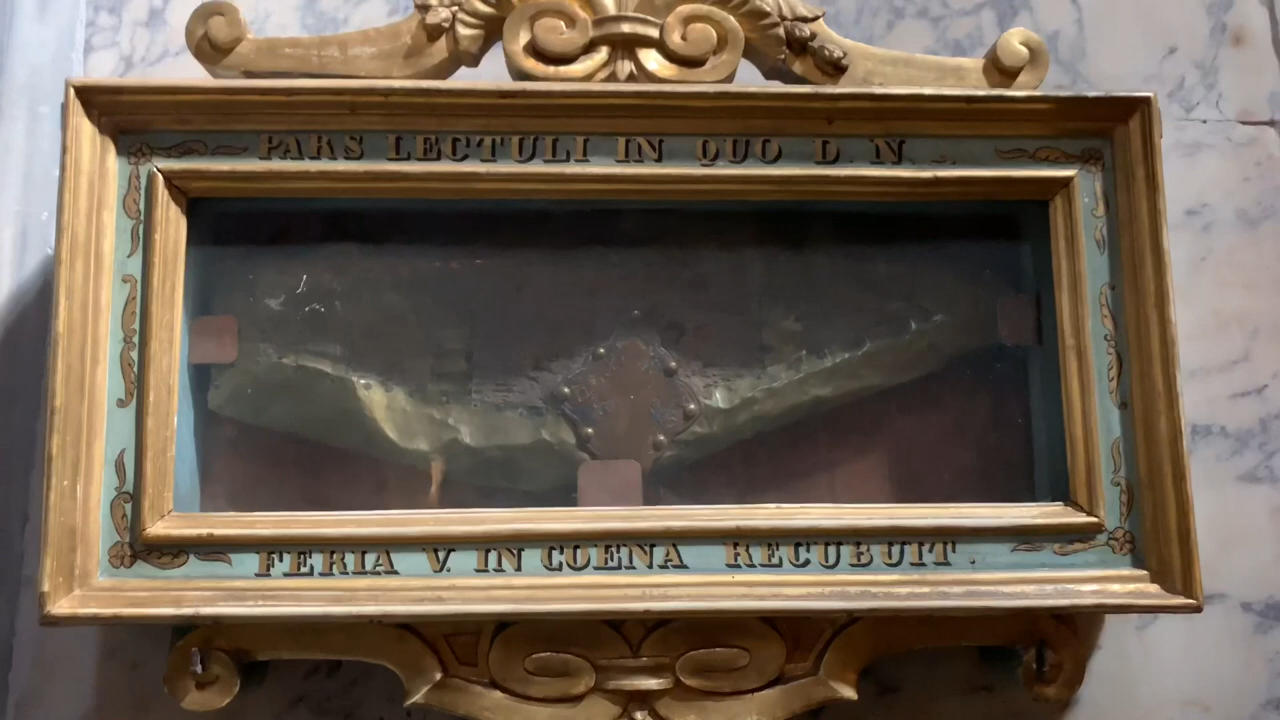 PARS LECTULI IN QUO D. N.
FERIA V. IN COENA RECUBUIT